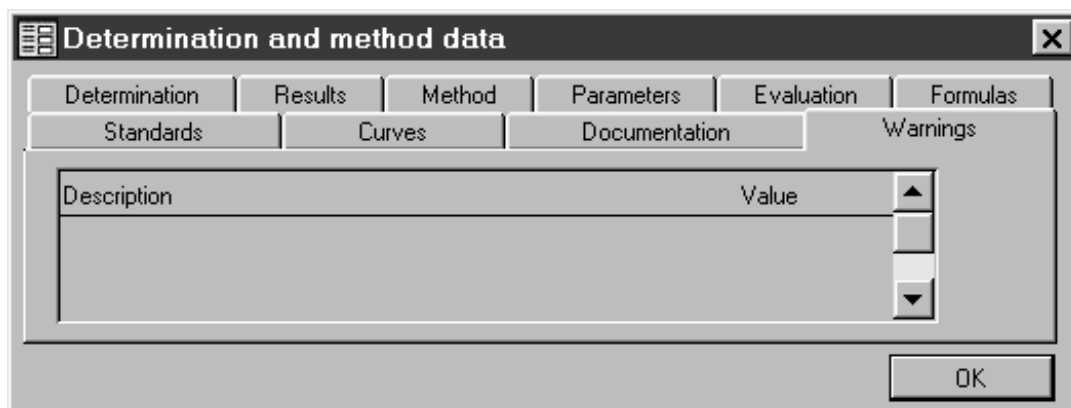 Determination and method data
Determination Results Method Parameters Evaluation Formulas
Standards Curves Documentation Warnings
Description Value
OK